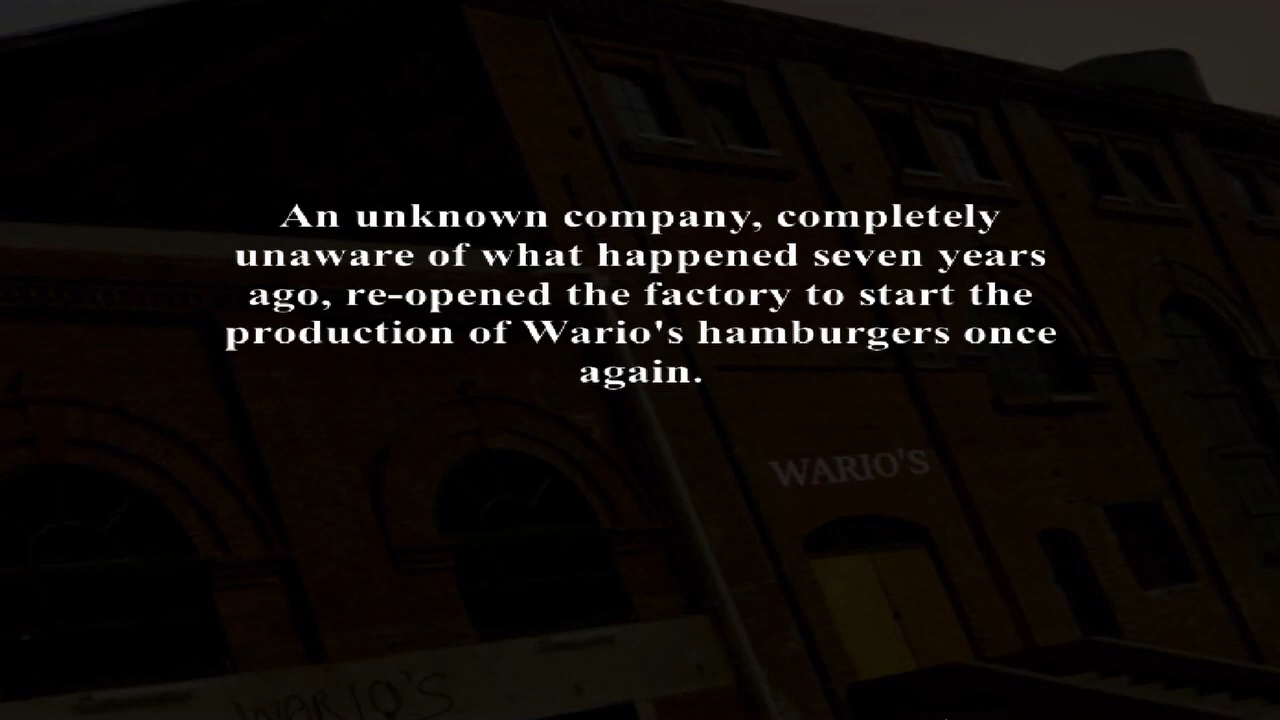 An unknown company, completely
unaware of what happened seven years
ago, re-opened the factory to start the
production of Wario's hamburgers once
again.
WARIO'S
WARIO'S